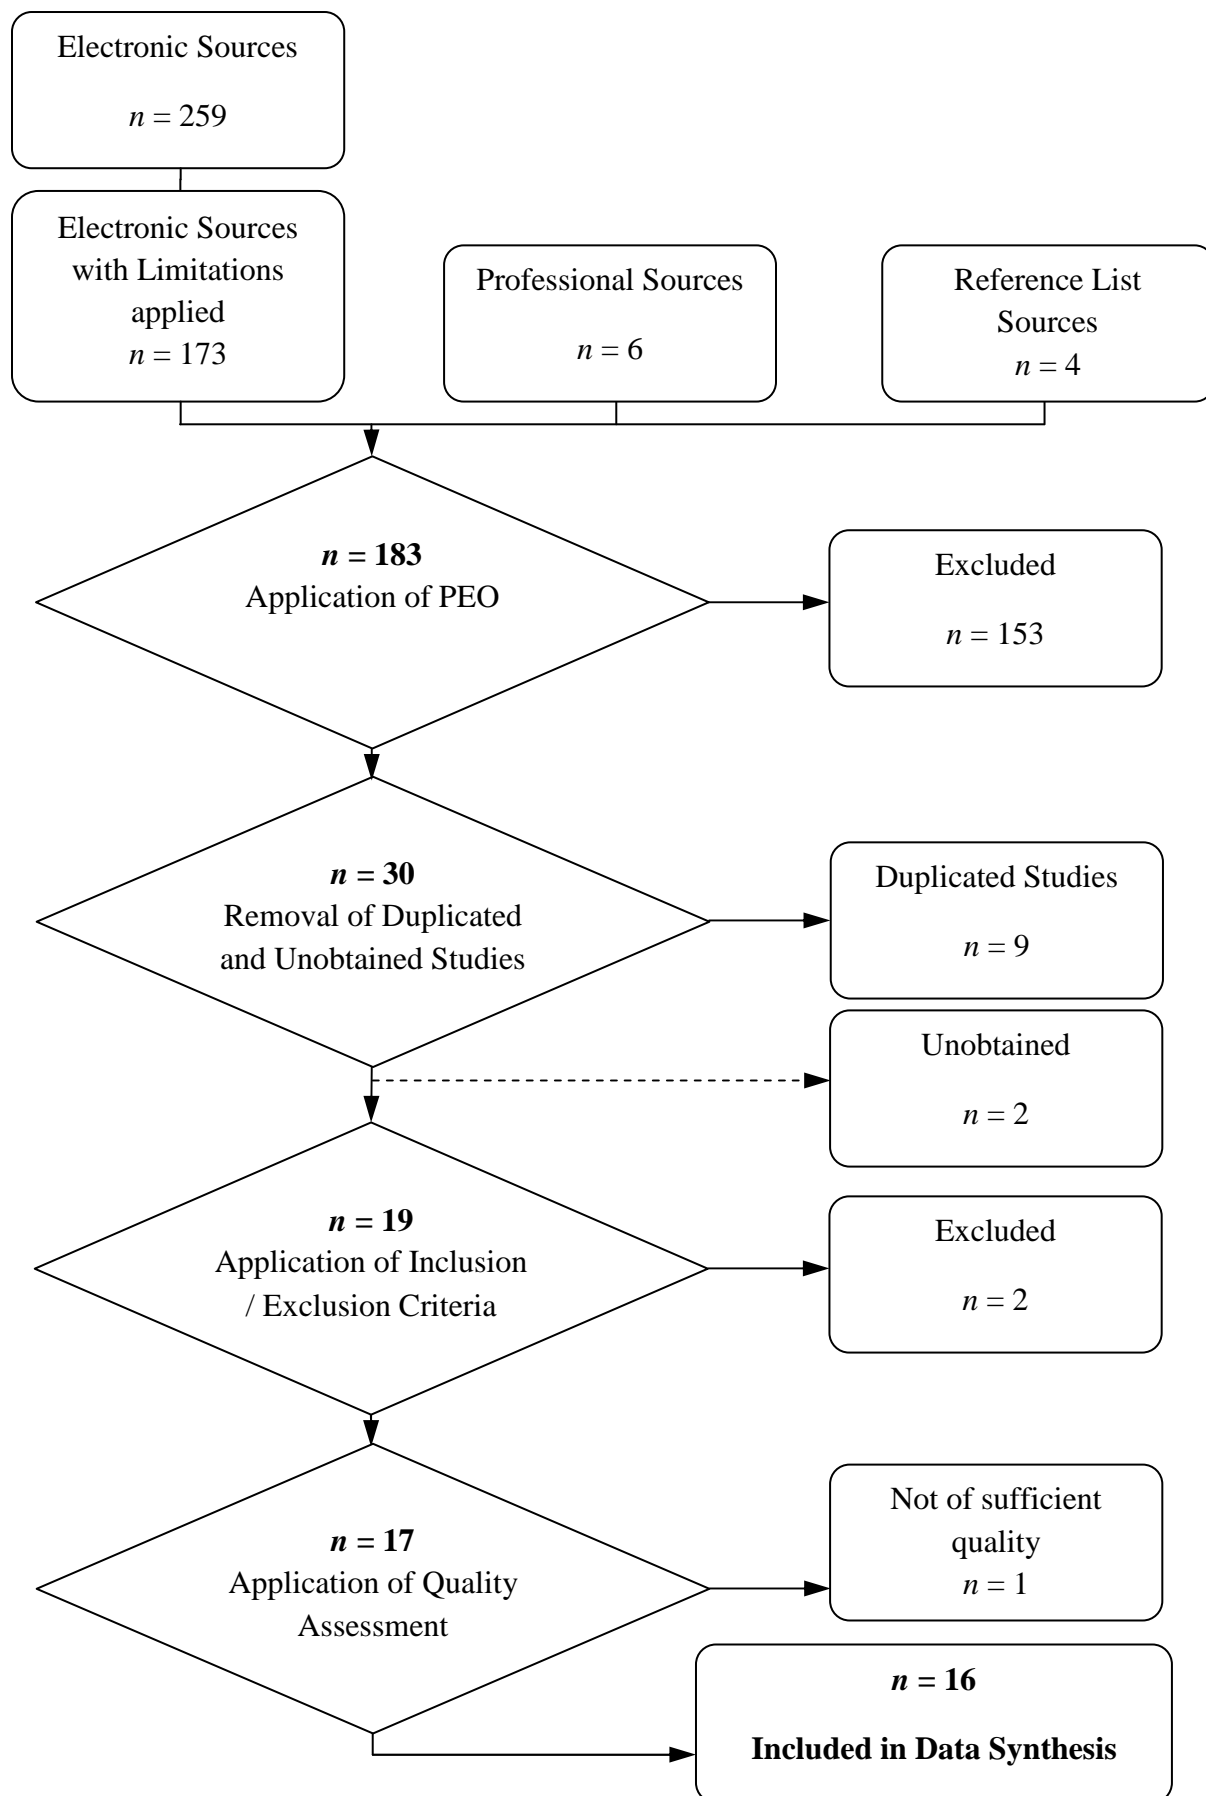 Electronic Sources
n = 259
Electronic Sources
with Limitations
applied
n = 173
Professional Sources
n = 6
Reference List
Sources
n = 4
n = 183
Application of PEO
Excluded
n = 153
n = 30
Removal of Duplicated
and Unobtained Studies
Duplicated Studies
n = 9
Unobtained
n = 2
n = 19
Application of Inclusion
/ Exclusion Criteria
Excluded
n = 2
n = 17
Application of Quality
Assessment
Not of sufficient
quality
n = 1
n = 16
Included in Data Synthesis